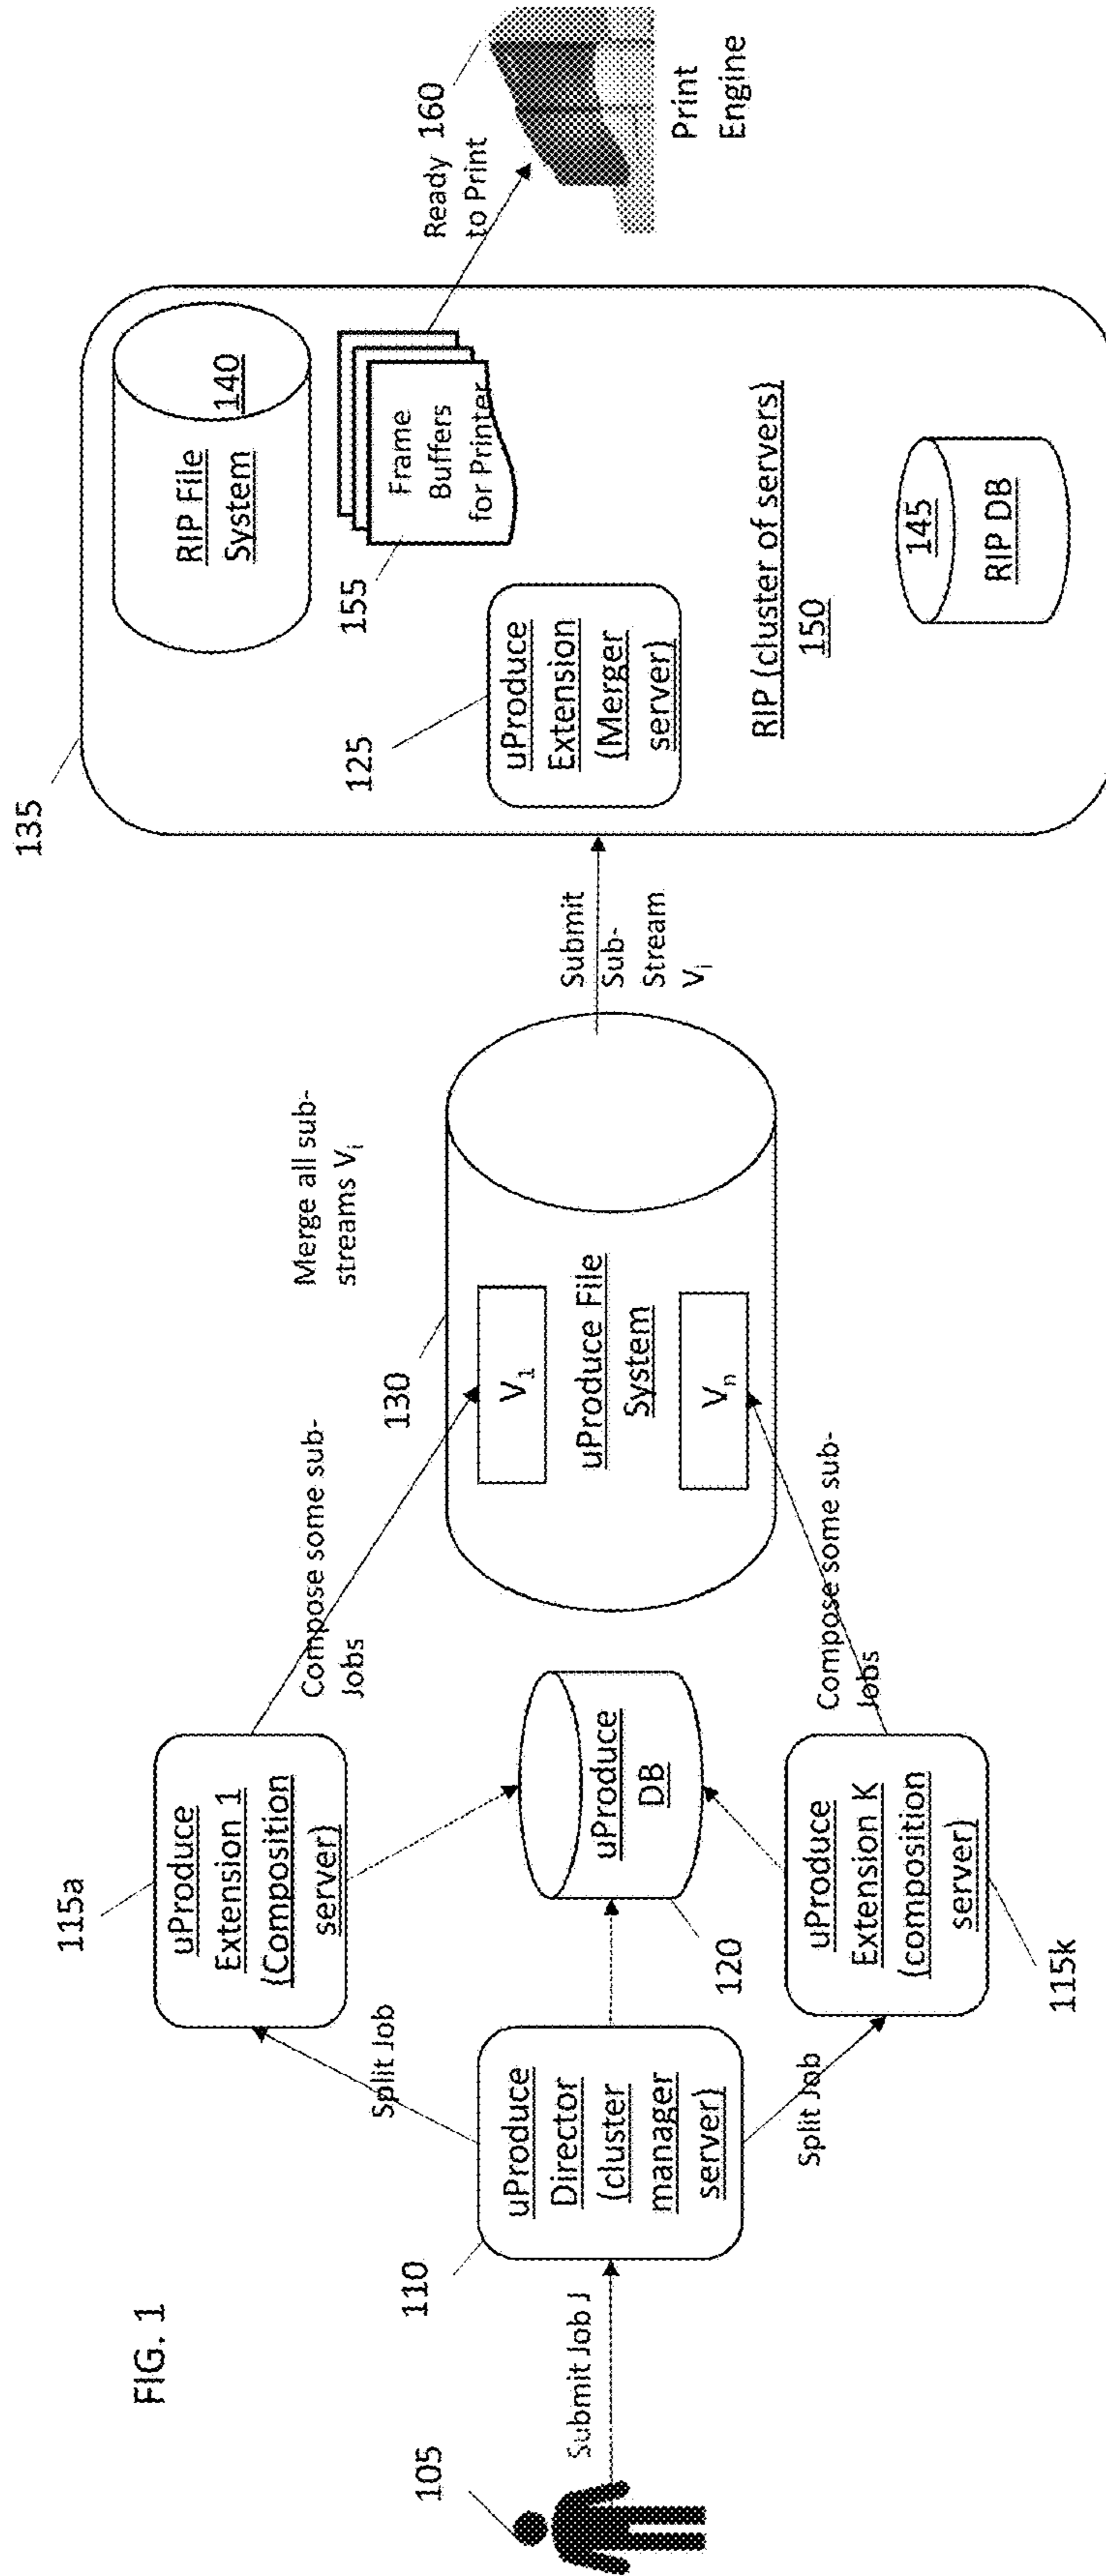 FIG. 1
105
Submit Job J
110
uProduce
Director
(cluster
manager
server)
Split Job
Split Job
115a
uProduce
Extension 1
(Composition
server)
uProduce
DB
120
uProduce
Extension K
(composition
server)
115k
Compose some sub-
Jobs
Compose some sub-
Jobs
130
V1
uProduce File
System
Vn
Merge all sub-
streams Vi
Submit
Sub-
Stream
Vi
135
125
uProduce
Extension
(Merger
server)
RIP File
System
140
155
Frame
Buffers
for Printer
RIP (cluster of servers)
150
145
RIP DB
Ready
to Print
160
Print
Engine